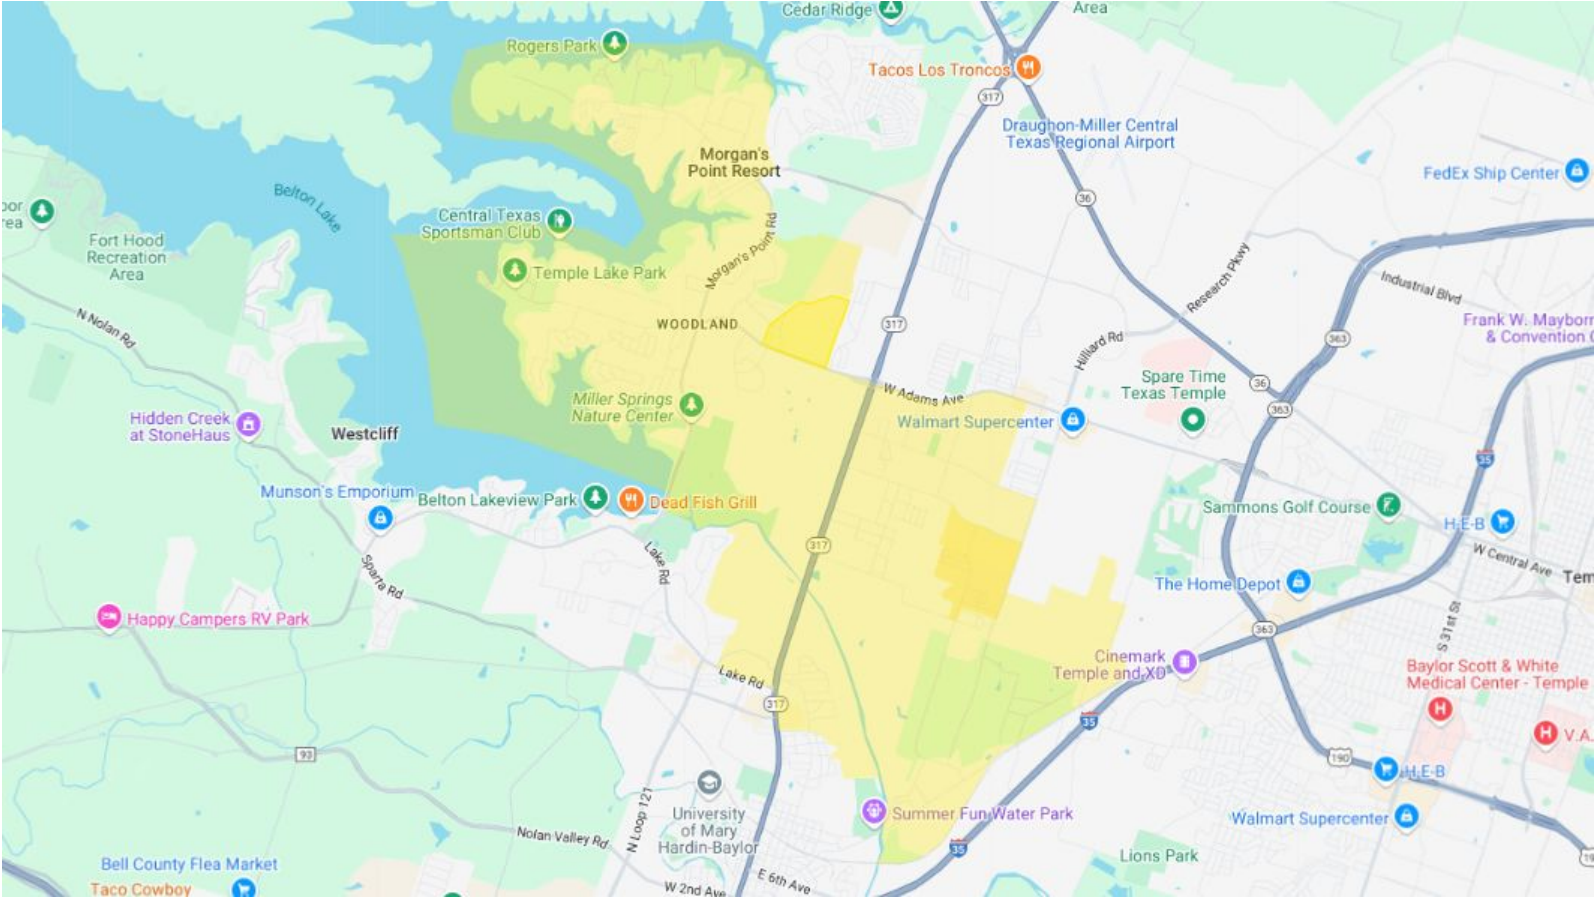 Cedar Ridge
Area
Rogers Park
Tacos Los Troncos
317
Draughon-Miller Central
Texas Regional Airport
Morgan's
Point Resort
FedEx Ship Center
36
Belton Lake
Central Texas
Sportsman Club
Fort Hood
Recreation
Area
Morgan's Point Rd
Temple Lake Park
Research Pkwy
Industrial Blvd
N Nolan Rd
WOODLAND
317
Hilliard Rd
363
Frank W. Mayborn
& Convention C
Spare Time
Texas Temple
36
363
W Adams Ave
Miller Springs
Nature Center
Walmart Supercenter
Hidden Creek
at StoneHaus
Westcliff
35
Munson's Emporium
Belton Lakeview Park
Dead Fish Grill
Sammons Golf Course
H-E-B
W Central Ave
317
Lake Rd
Sparta Rd
The Home Depot
Tem
Happy Campers RV Park
363
S 31st St
Cinemark
Temple and XD
Lake Rd
Baylor Scott & White
Medical Center - Temple
317
35
V.A.
93
190
H-E-B
University
of Mary
Hardin-Baylor
Summer Fun Water Park
Walmart Supercenter
N Loop 121
Nolan Valley Rd
35
Lions Park
19
Bell County Flea Market
Taco Cowboy
W 2nd Ave
E 6th Ave